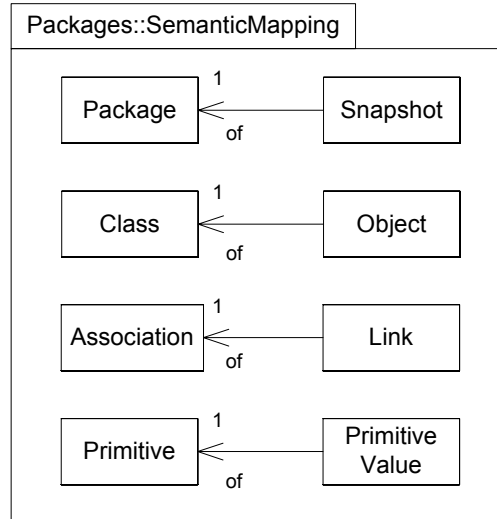 Packages::SemanticMapping
1
Package
Snapshot
of
1
Class
Object
of
1
Association
Link
of
1
Primitive
Primitive
Value
of